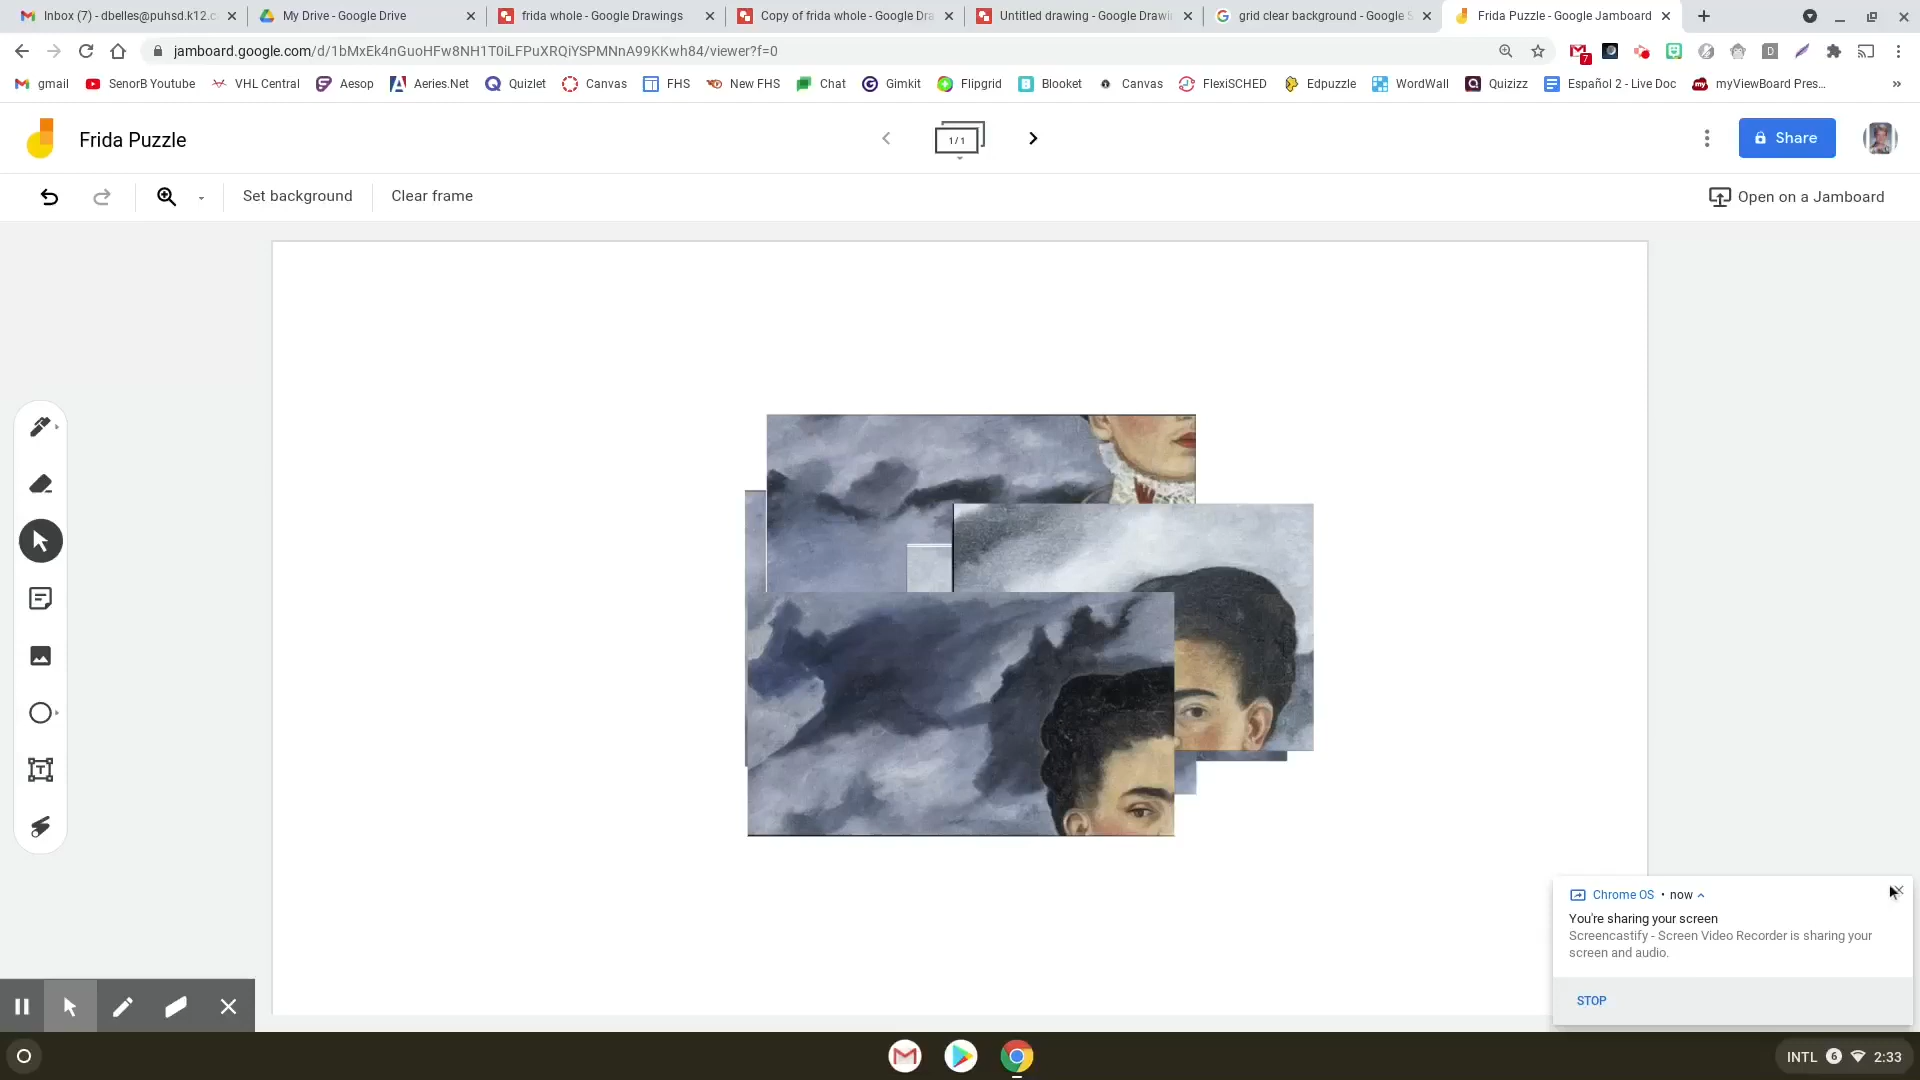 Inbox (7) - dbelles@puhsd.k12.c
My Drive - Google Drive
frida whole - Google Drawings
Copy of frida whole - Google Dra
Untitled drawing - Google Drawi
grid clear background - Google S
Frida Puzzle - Google Jamboard
jamboard.google.com/d/1bMxEk4nGuoHFw8NH1T0iLFPuXRQiYSPMNnA99KKwh84/viewer?f=0
7
D
gmail
SenorB Youtube
VHL Central
Aesop
Aeries.Net
Quizlet
Canvas
FHS
New FHS
Chat
Gimkit
Flipgrid
Blooket
Canvas
FlexiSCHED
Edpuzzle
WordWall
Quizizz
Español 2 - Live Doc
myViewBoard Pres...
Frida Puzzle
1/1
Share
Set background
Clear frame
Open on a Jamboard
Chrome OS • now
You're sharing your screen
Screencastify - Screen Video Recorder is sharing your
screen and audio.
STOP
INTL 6 2:33